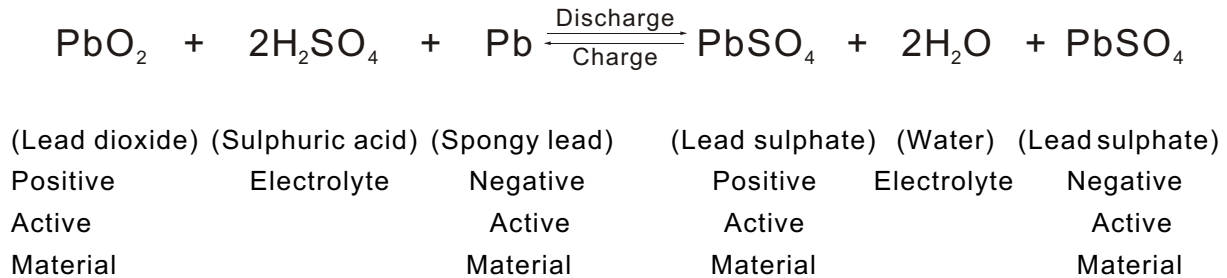 PbO₂ + 2H₂SO₄ + Pb Discharge Charge PbSO₄ + 2H₂O + PbSO₄
(Lead dioxide) (Sulphuric acid) (Spongy lead) (Lead sulphate) (Water) (Lead sulphate)
Positive Electrolyte Negative Positive Electrolyte Negative
Active Active Active Active
Material Material Material Material